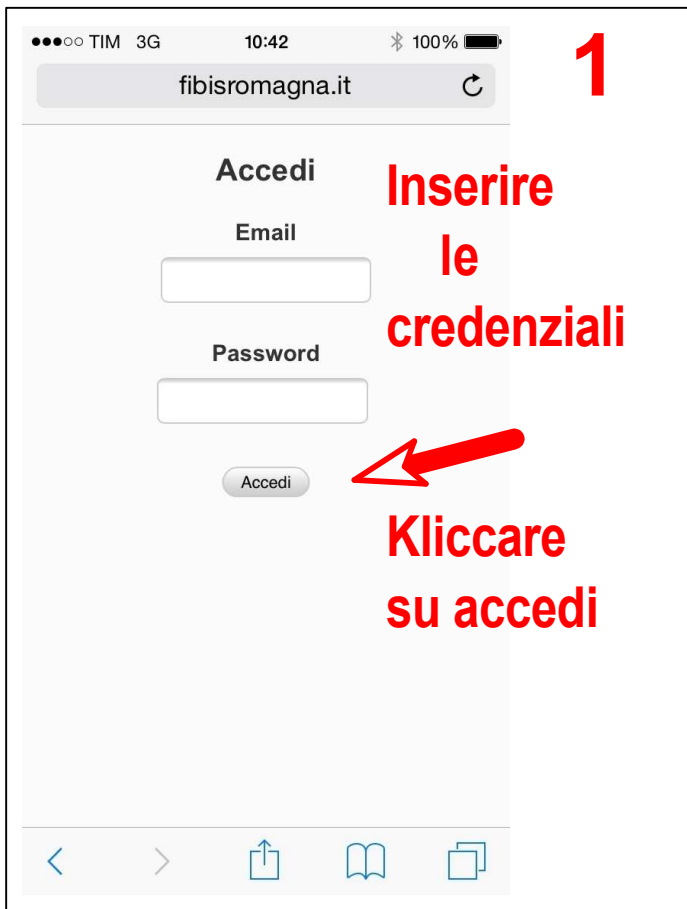 TIM 3G 10:42 100%
1
fibisromagna.it
Accedi
Inserire
le
credenziali
Email
Password
Accedi
Kliccare
su accedi